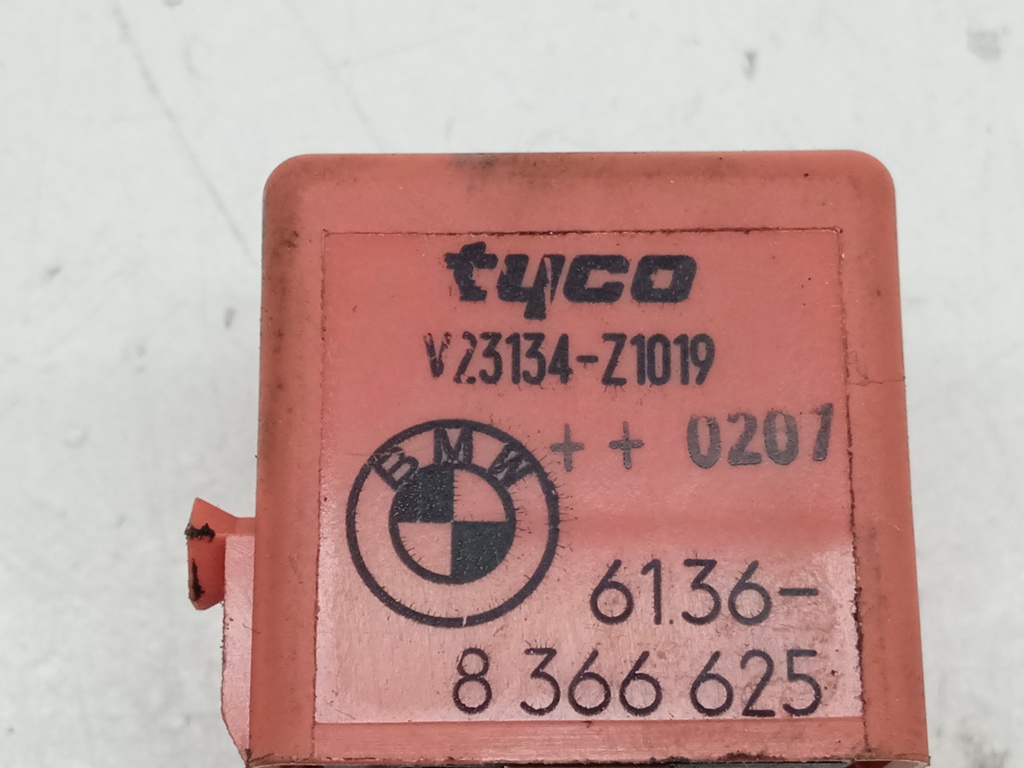 tyco
V23134-Z1019
++ 0207
BMW
61.36-
8 366 625